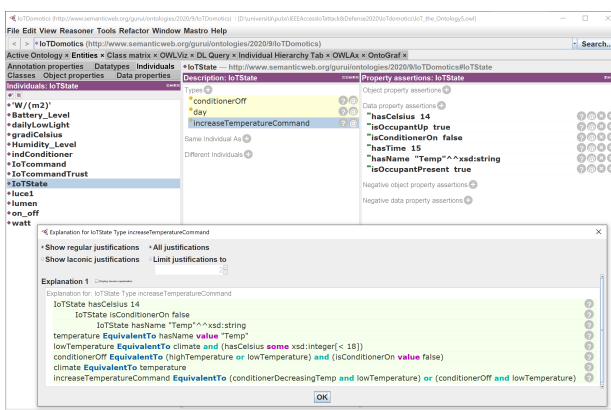 IoTDomotics (http://www.semanticweb.org/gurui/ontologies/2020/9/IoTDomotics)
File Edit View Reasoner Tools Refactor Window Mastro Help
< > IoTDomotics (http://www.semanticweb.org/gurui/ontologies/2020/9/IoTDomotics) Search...
Active Ontology × Entities × Class matrix × OWLViz × DL Query × Individual Hierarchy Tab × OWLAx × OntoGraf ×
Annotation properties Datatypes Individuals
IoTState — http://www.semanticweb.org/gurui/ontologies/2020/9/IoTDomotics#IoTState
Classes Object properties Data properties
Individuals: IoTState
'W/(m2)'
Battery_Level
dailyLowLight
gradiCelsius
Humidity_Level
indConditioner
IoTcommand
IoTcommandTrust
IoTState
luce1
lumen
on_off
watt
Description: IoTState
Types
conditionerOff
day
increaseTemperatureCommand
Same Individual As
Different Individuals
Property assertions: IoTState
Object property assertions
Data property assertions
hasCelsius 14
isOccupantUp true
isConditionerOn false
hasTime 15
hasName "Temp"^^xsd:string
isOccupantPresent true
Negative object property assertions
Negative data property assertions
Explanation for IoTState Type increaseTemperatureCommand
Show regular justifications All justifications
Show laconic justifications Limit justifications to
2
Explanation 1
Explanation for: IoTState Type increaseTemperatureCommand
IoTState hasCelsius 14
IoTState isConditionerOn false
IoTState hasName "Temp"^^xsd:string
temperature EquivalentTo hasName value "Temp"
lowTemperature EquivalentTo climate and (hasCelsius some xsd:integer[< 18])
conditionerOff EquivalentTo (highTemperature or lowTemperature) and (isConditionerOn value false)
climate EquivalentTo temperature
increaseTemperatureCommand EquivalentTo (conditionerDecreasingTemp and lowTemperature) or (conditionerOff and lowTemperature)
OK